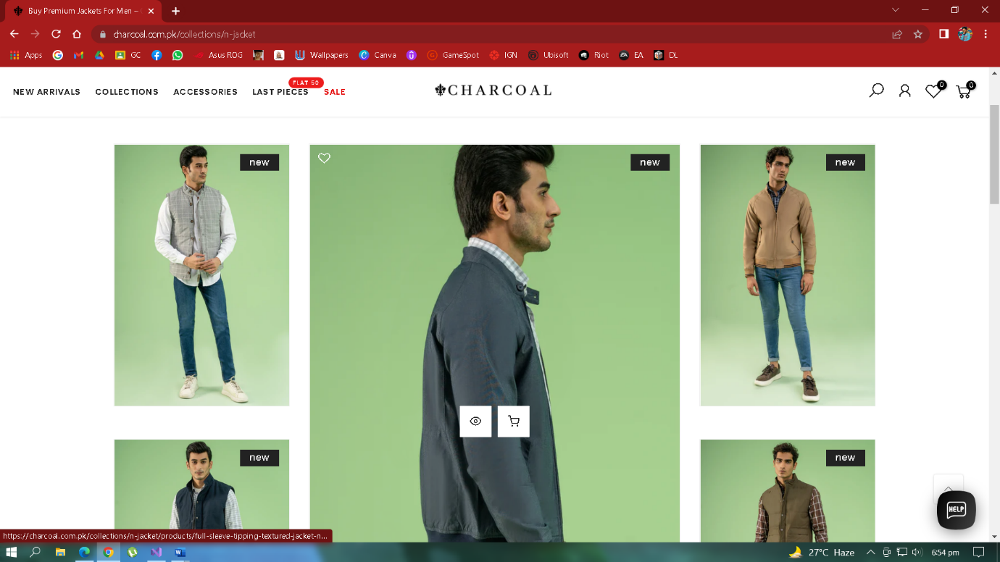 Buy Premium Jackets For Men –
charcoal.com.pk/collections/n-jacket
Apps
GC
Asus ROG
Wallpapers
Canva
GameSpot
IGN
Ubisoft
Riot
EA
DL
NEW ARRIVALS
COLLECTIONS
ACCESSORIES
LAST PIECES
FLAT 50
SALE
CHARCOAL
0
0
new
new
new
new
new
HELP
https://charcoal.com.pk/collections/n-jacket/products/full-sleeve-tipping-textured-jacket-n...
27°C Haze
6:54 pm